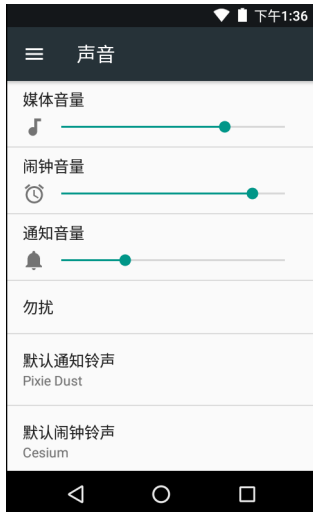 下午1:36
声音
媒体音量
闹钟音量
通知音量
勿扰
默认通知铃声
Pixie Dust
默认闹钟铃声
Cesium